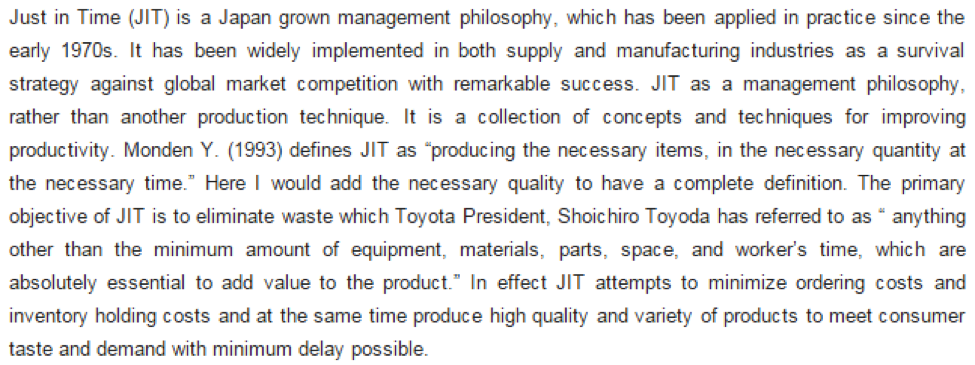 Just in Time (JIT) is a Japan grown management philosophy, which has been applied in practice since the
early 1970s. It has been widely implemented in both supply and manufacturing industries as a survival
strategy against global market competition with remarkable success. JIT as a management philosophy,
rather than another production technique. It is a collection of concepts and techniques for improving
productivity. Monden Y. (1993) defines JIT as “producing the necessary items, in the necessary quantity at
the necessary time.” Here I would add the necessary quality to have a complete definition. The primary
objective of JIT is to eliminate waste which Toyota President, Shoichiro Toyoda has referred to as “ anything
other than the minimum amount of equipment, materials, parts, space, and worker’s time, which are
absolutely essential to add value to the product.” In effect JIT attempts to minimize ordering costs and
inventory holding costs and at the same time produce high quality and variety of products to meet consumer
taste and demand with minimum delay possible.